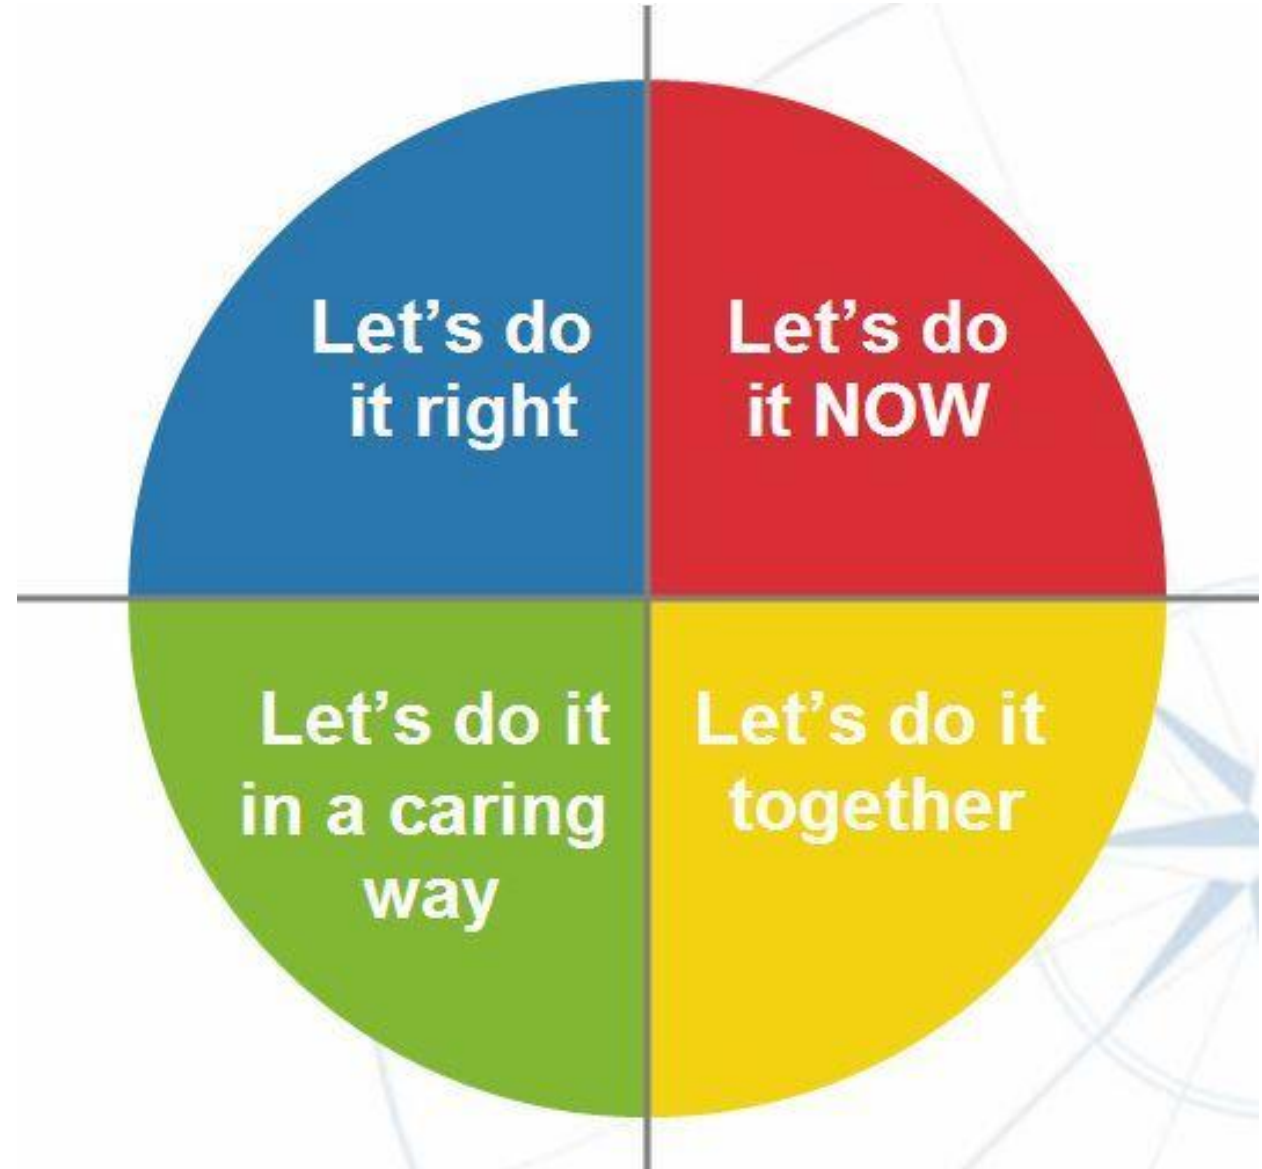 Let’s do
it right
Let’s do
it NOW
Let’s do it
in a caring
way
Let’s do it
together